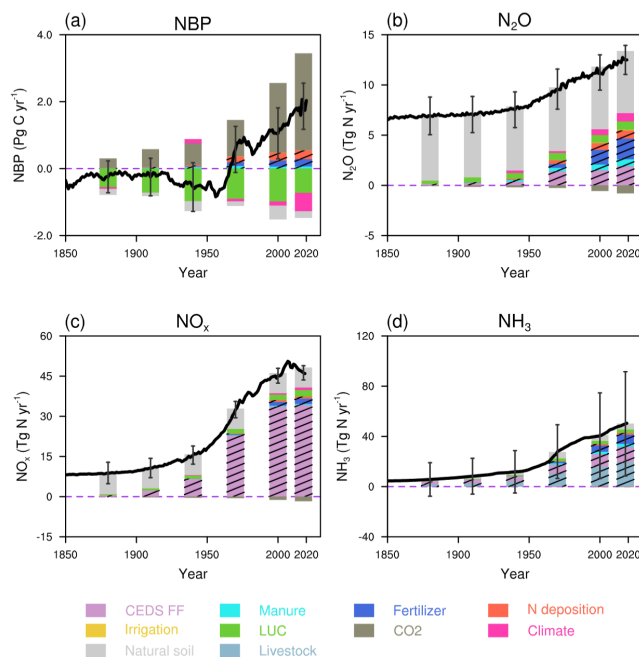 (a) NBP
4.0
2.0
0.0
-2.0
NBP (Pg C yr⁻¹)
1850 1900 1950 2000 2020
Year
(b) N₂O
15
10
5
0
-5
N₂O (Tg N yr⁻¹)
1850 1900 1950 2000 2020
Year
(c) NOₓ
60
45
30
15
0
-15
NOₓ (Tg N yr⁻¹)
1850 1900 1950 2000 2020
Year
(d) NH₃
120
80
40
0
-40
NH₃ (Tg N yr⁻¹)
1850 1900 1950 2000 2020
Year
CEDS FF Manure Fertilizer N deposition
Irrigation LUC CO2 Climate
Natural soil Livestock